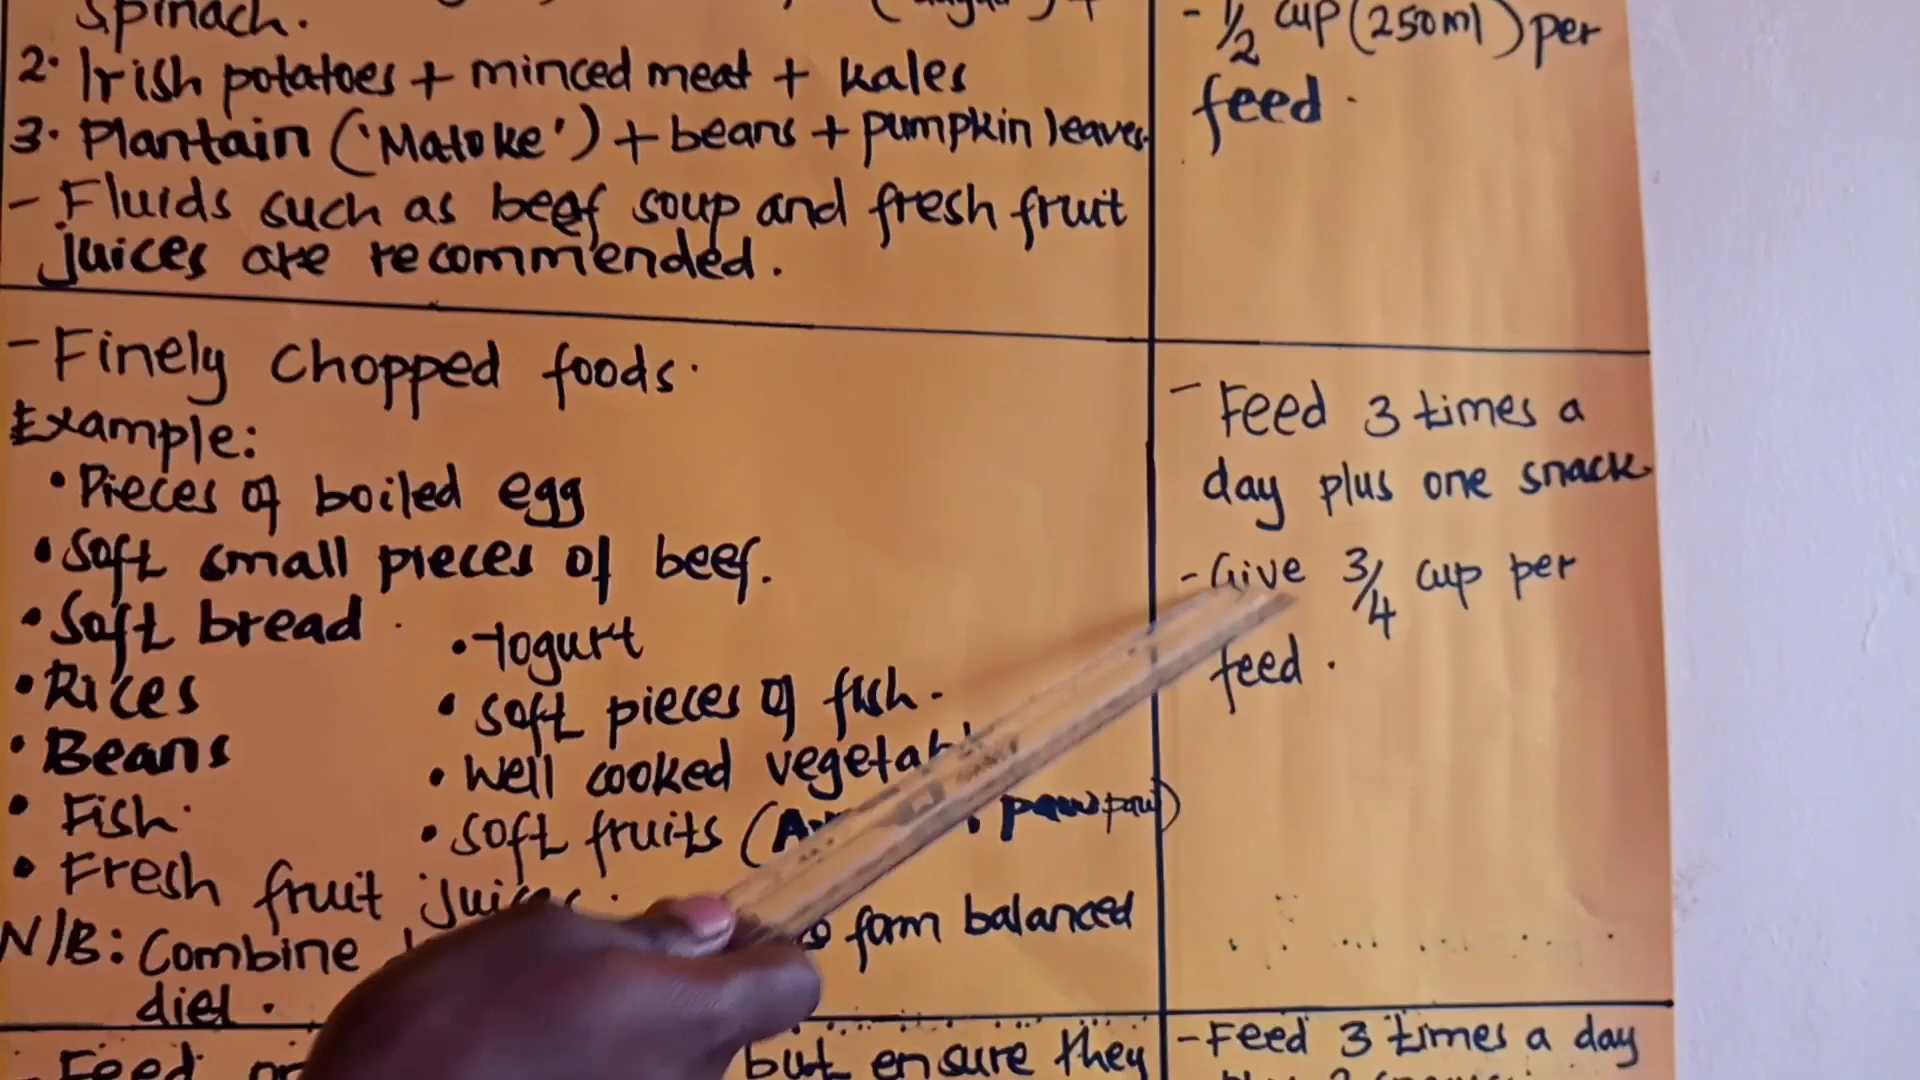 Spinach.
2. Irish potatoes + minced meat + kales
3. Plantain ('Matoke') + beans + pumpkin leaves.
- Fluids such as beef soup and fresh fruit
juices are recommended.
- 1/2 cup (250ml) per
feed.
- Finely Chopped foods.
Example:
• Pieces of boiled egg
• Soft small pieces of beef.
• Soft bread.
• Rices
• Beans
• Fish.
• Fresh fruit
• Yogurt
• Soft pieces of fish.
• Well cooked
• Soft fruits ( pawpaw)
N/B: Combine form balanced
diet.
- Feed 3 times a
day plus one snack
- Give 3/4 cup per
feed.
- Feed but ensure they
- Feed 3 times a day